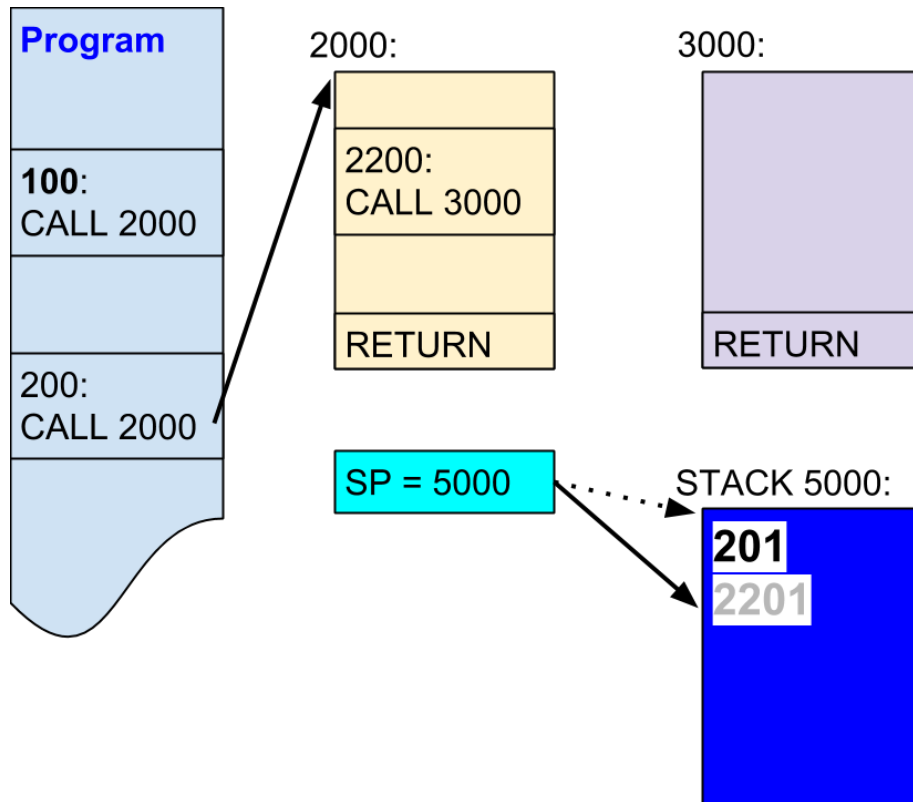 Program
100:
CALL 2000
200:
CALL 2000
2000:
2200:
CALL 3000
RETURN
3000:
RETURN
SP = 5000
STACK 5000:
201
2201